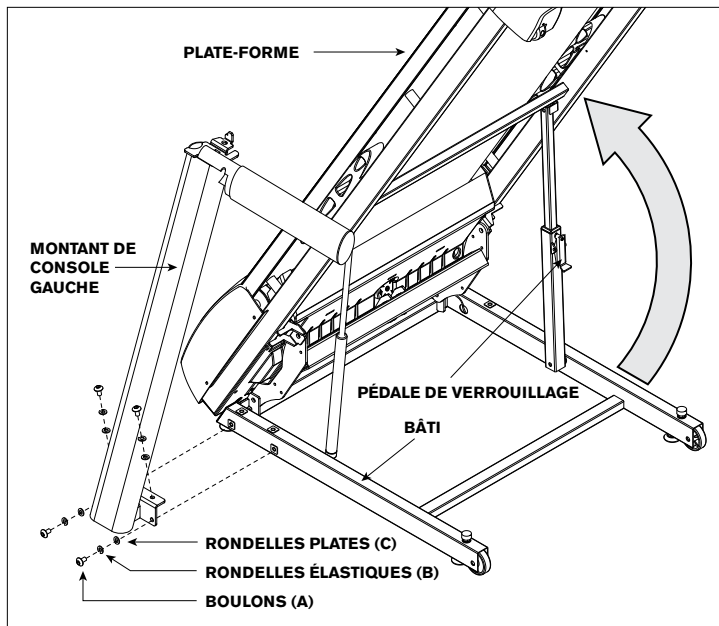 PLATE-FORME
MONTANT DE
CONSOLE
GAUCHE
PÉDALE DE VERROUILLAGE
BÂTI
RONDELLES PLATES (C)
RONDELLES ÉLASTIQUES (B)
BOULONS (A)